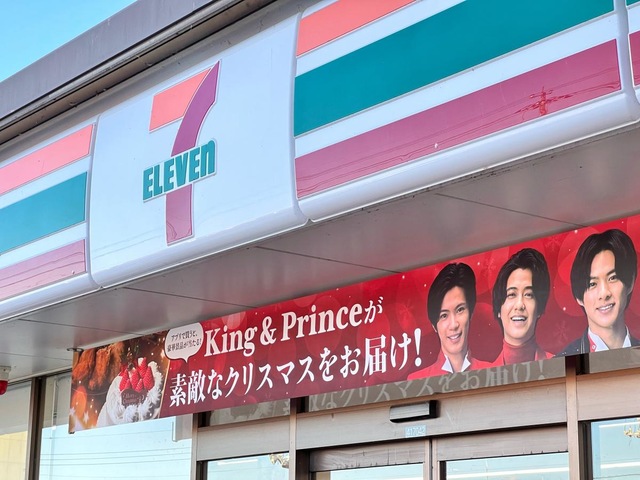 7
ELEVEn
アプリで買うと、
豪華賞品が当たる!
King & Princeが
素敵なクリスマスをお届け!